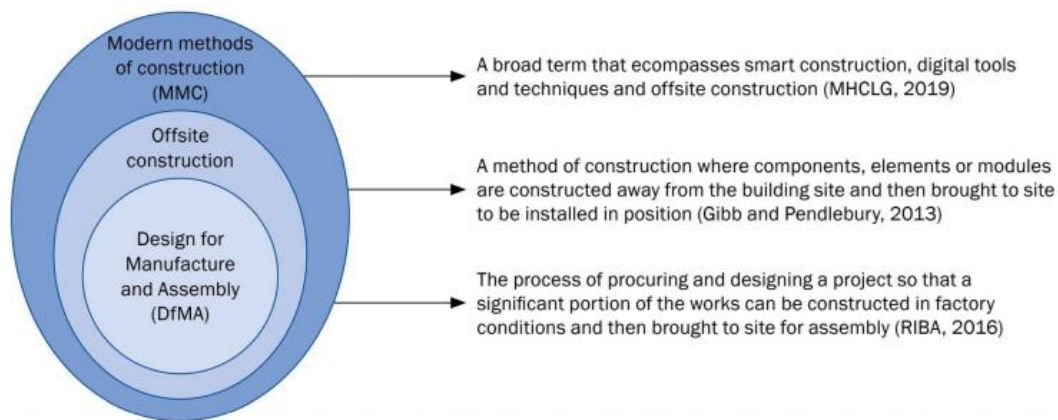 Modern methods
of construction
(MMC)
A broad term that ecompasses smart construction, digital tools
and techniques and offsite construction (MHCLG, 2019)
Offsite
construction
A method of construction where components, elements or modules
are constructed away from the building site and then brought to site
to be installed in position (Gibb and Pendlebury, 2013)
Design for
Manufacture
and Assembly
(DfMA)
The process of procuring and designing a project so that a
significant portion of the works can be constructed in factory
conditions and then brought to site for assembly (RIBA, 2016)